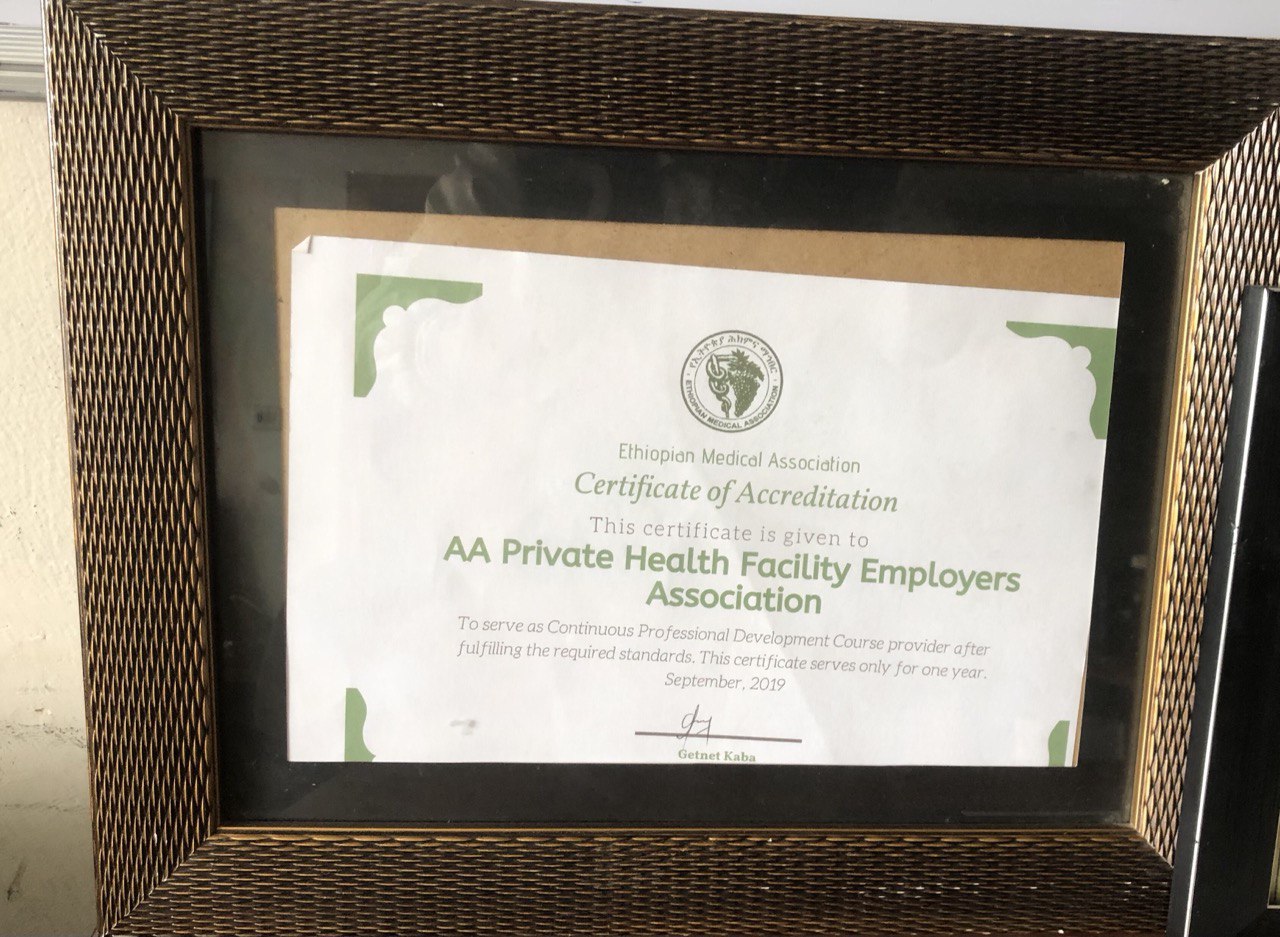 የኢትዮጵያ ሕክምና ማኅበር
ETHIOPIAN MEDICAL ASSOCIATION
Ethiopian Medical Association
Certificate of Accreditation
This certificate is given to
AA Private Health Facility Employers
Association
To serve as Continuous Professional Development Course provider after
fulfilling the required standards. This certificate serves only for one year.
September, 2019
Getnet Kaba